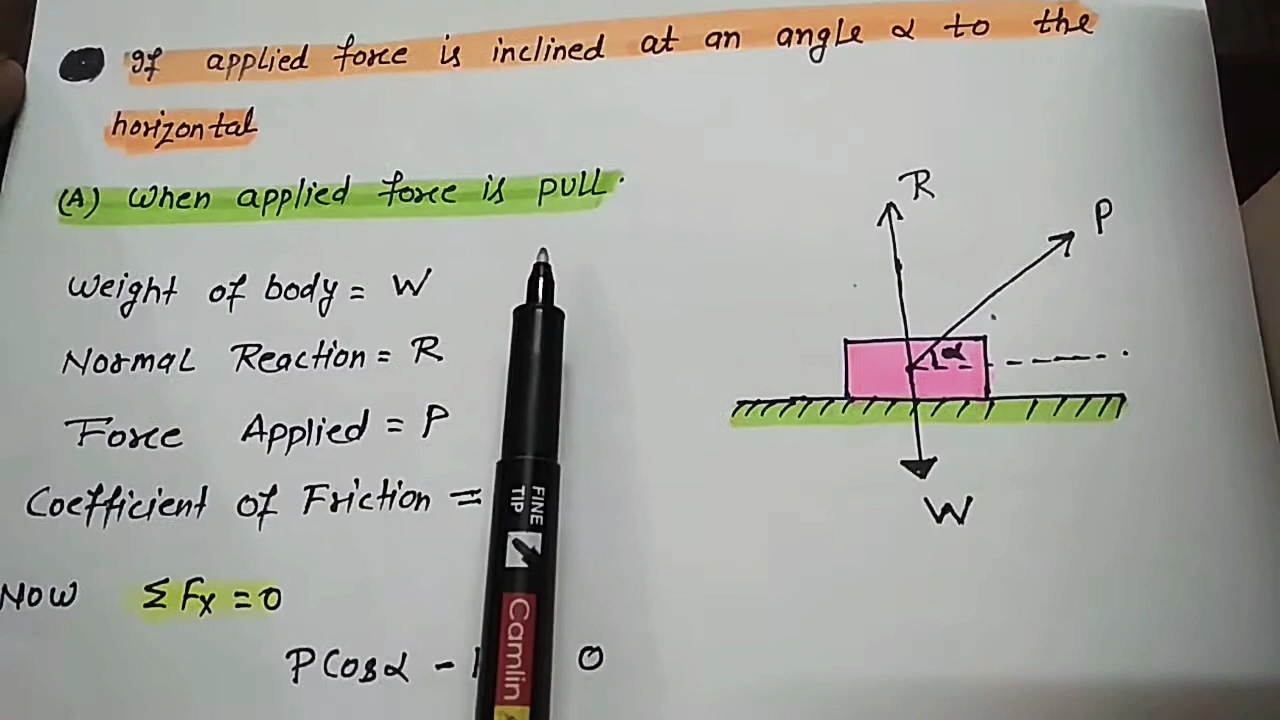 If applied force is inclined at an angle α to the
horizontal
(A) When applied force is PULL.
Weight of body = W
Normal Reaction = R
Force Applied = P
Coefficient of Friction =
Now ΣFx = 0
P Cosα - 0
R
P
α
W
FINE
TIP
Camlin